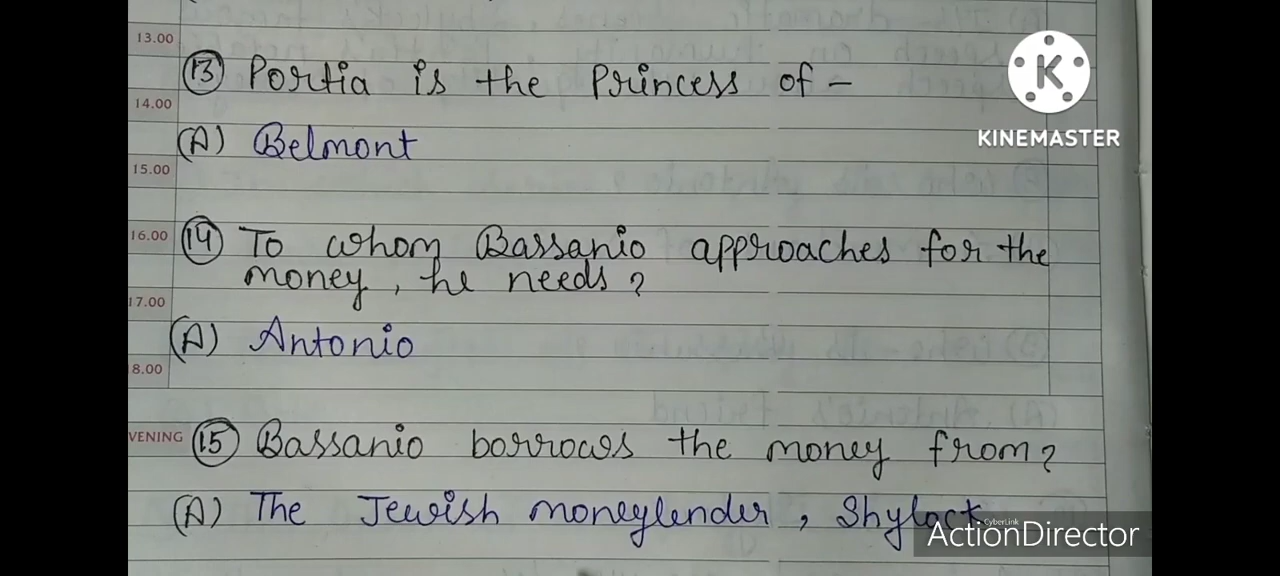 13.00
(13) Portia is the Princess of -
14.00
(A) Belmont
15.00
16.00
(14) To whom Bassanio approaches for the
money, he needs?
17.00
(A) Antonio
8.00
VENING
(15) Bassanio borrows the money from?
(A) The Jewish moneylender, Shylock
K
KINEMASTER
CyberLink
ActionDirector